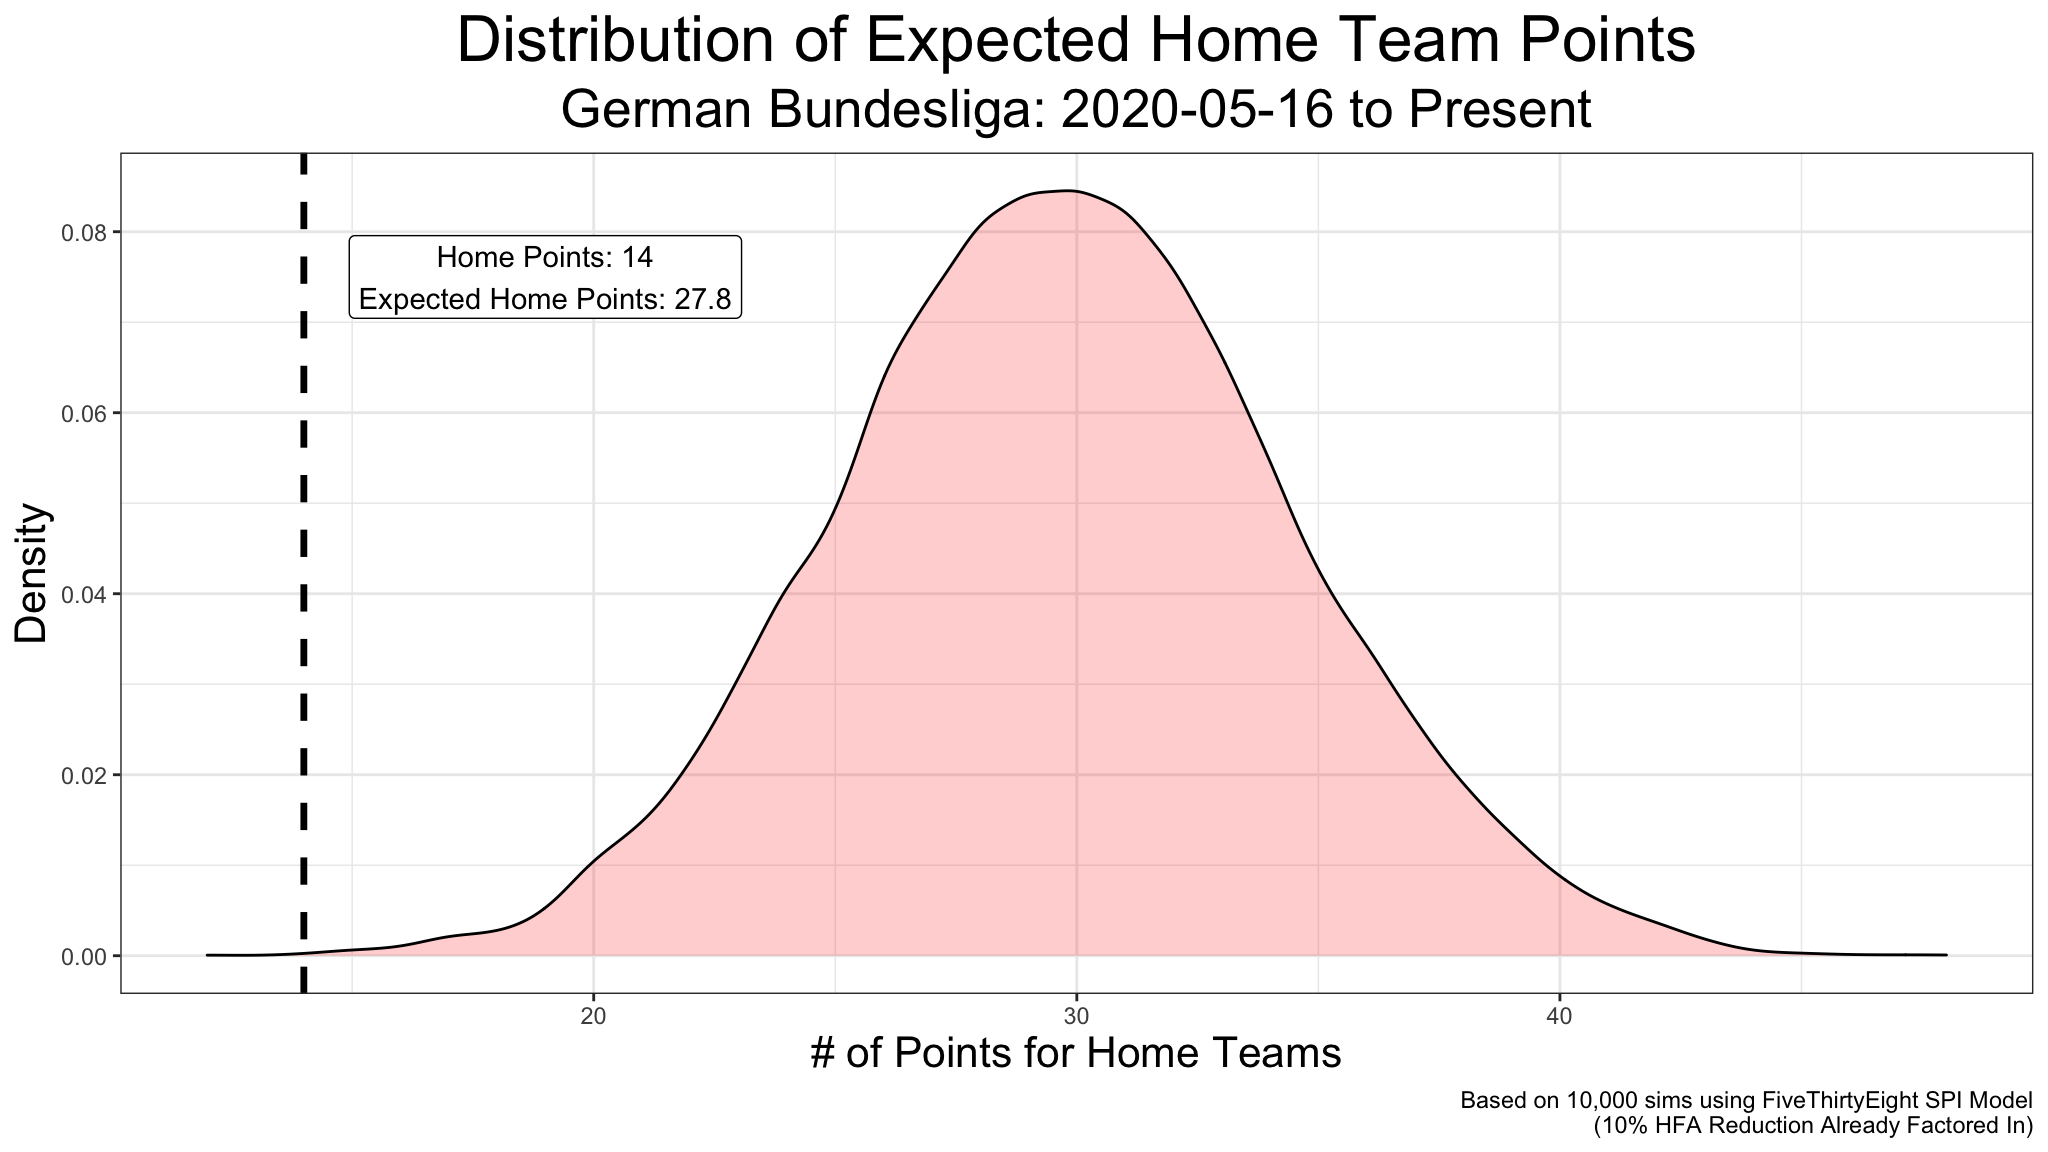 Distribution of Expected Home Team Points
German Bundesliga: 2020-05-16 to Present
Home Points: 14
Expected Home Points: 27.8
Density
0.08
0.06
0.04
0.02
0.00
20
30
40
# of Points for Home Teams
Based on 10,000 sims using FiveThirtyEight SPI Model
(10% HFA Reduction Already Factored In)